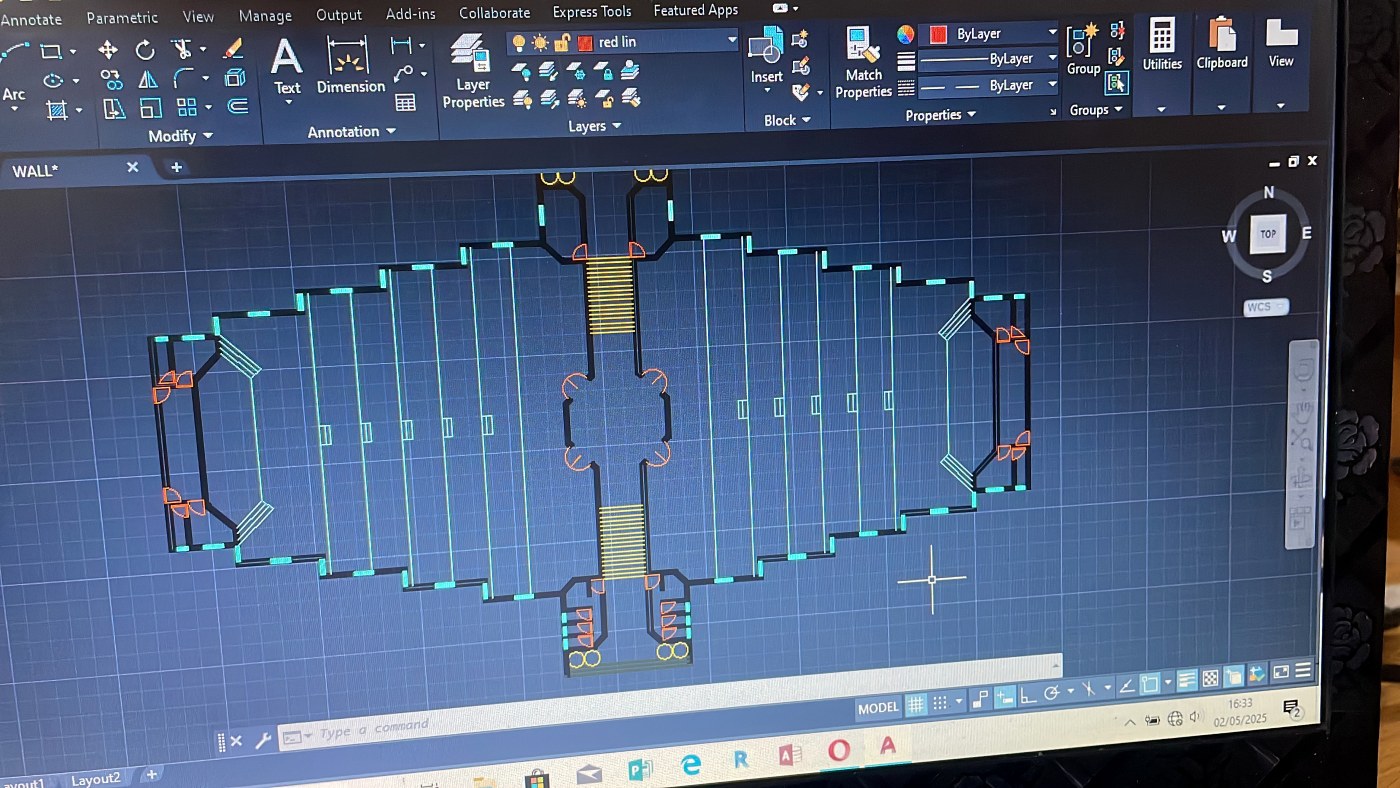 Annotate Parametric View Manage Output Add-ins Collaborate Express Tools Featured Apps
red lin
ByLayer
ByLayer
ByLayer
Arc
Text
Dimension
Layer
Properties
Insert
Match
Properties
Group
Utilities
Clipboard
View
Modify
Annotation
Layers
Block
Properties
Groups
WALL*
N
W
TOP
E
S
WCS
MODEL
Type a command
16:33
02/05/2025
2
Layout2